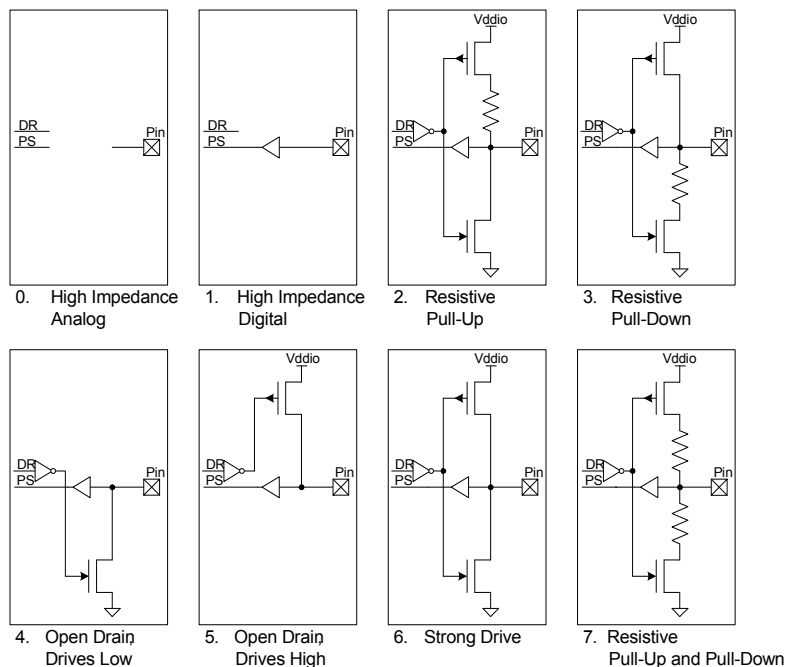 Vddio
Vddio
DR
PS
Pin
DR
PS
Pin
DR
PS
Pin
DR
PS
Pin
0. High Impedance
Analog
1. High Impedance
Digital
2. Resistive
Pull-Up
3. Resistive
Pull-Down
Vddio
Vddio
Vddio
DR
PS
Pin
DR
PS
Pin
DR
PS
Pin
DR
PS
Pin
4. Open Drain,
Drives Low
5. Open Drain,
Drives High
6. Strong Drive
7. Resistive
Pull-Up and Pull-Down